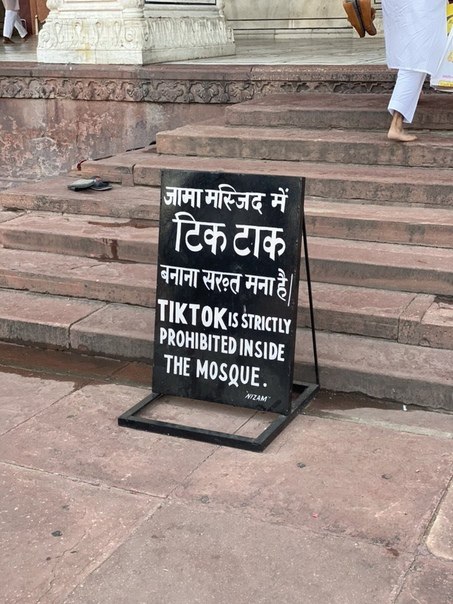 जामा मस्जिद में
टिक टाक
बनाना सख़्त मना है|
TIKTOK IS STRICTLY
PROHIBITED INSIDE
THE MOSQUE.
NIZAM